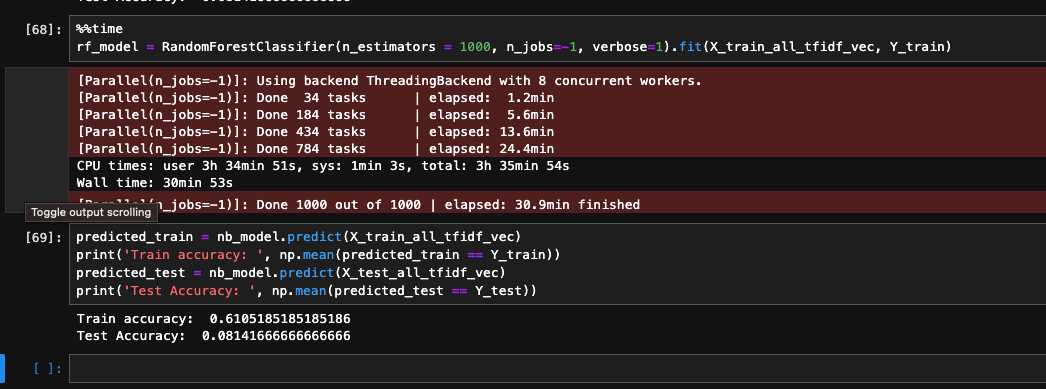 [68]: %%time
rf_model = RandomForestClassifier(n_estimators = 1000, n_jobs=-1, verbose=1).fit(X_train_all_tfidf_vec, Y_train)
[Parallel(n_jobs=-1)]: Using backend ThreadingBackend with 8 concurrent workers.
[Parallel(n_jobs=-1)]: Done  34 tasks      | elapsed:  1.2min
[Parallel(n_jobs=-1)]: Done 184 tasks      | elapsed:  5.6min
[Parallel(n_jobs=-1)]: Done 434 tasks      | elapsed: 13.6min
[Parallel(n_jobs=-1)]: Done 784 tasks      | elapsed: 24.4min
CPU times: user 3h 34min 51s, sys: 1min 3s, total: 3h 35min 54s
Wall time: 30min 53s
_jobs=-1)]: Done 1000 out of 1000 | elapsed: 30.9min finished
Toggle output scrolling
[69]: predicted_train = nb_model.predict(X_train_all_tfidf_vec)
print('Train accuracy: ', np.mean(predicted_train == Y_train))
predicted_test = nb_model.predict(X_test_all_tfidf_vec)
print('Test Accuracy: ', np.mean(predicted_test == Y_test))
Train accuracy:  0.6105185185185186
Test Accuracy:  0.08141666666666666
[ ]: